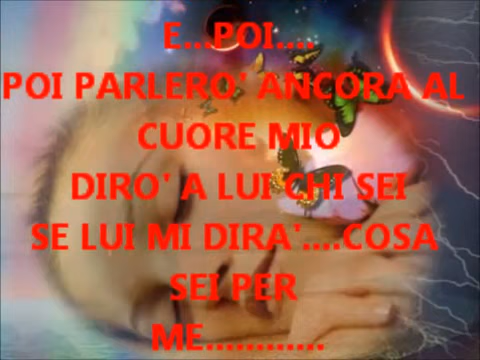 E...POI....
POI PARLERO' ANCORA AL
CUORE MIO
DIRO' A LUI CHI SEI
SE LUI MI DIRA'....COSA
SEI PER
ME............